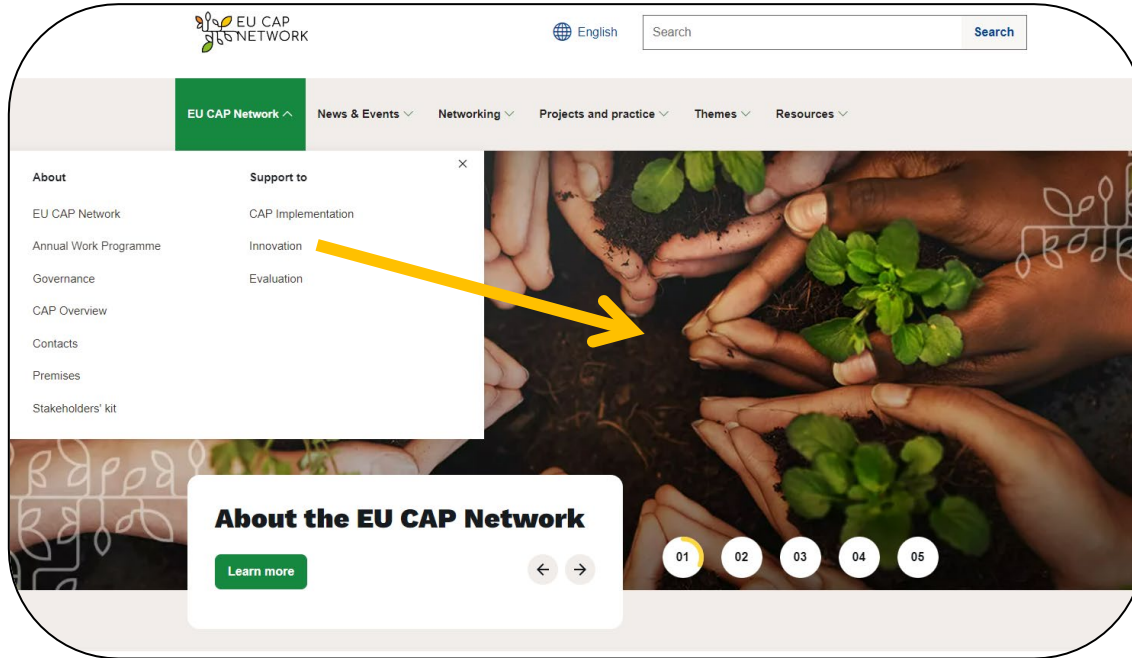 EU CAP
NETWORK
English
Search
Search
EU CAP Network
News & Events
Networking
Projects and practice
Themes
Resources
About
Support to
EU CAP Network
CAP Implementation
Annual Work Programme
Innovation
Governance
Evaluation
CAP Overview
Contacts
Premises
Stakeholders' kit
About the EU CAP Network
Learn more
01
02
03
04
05